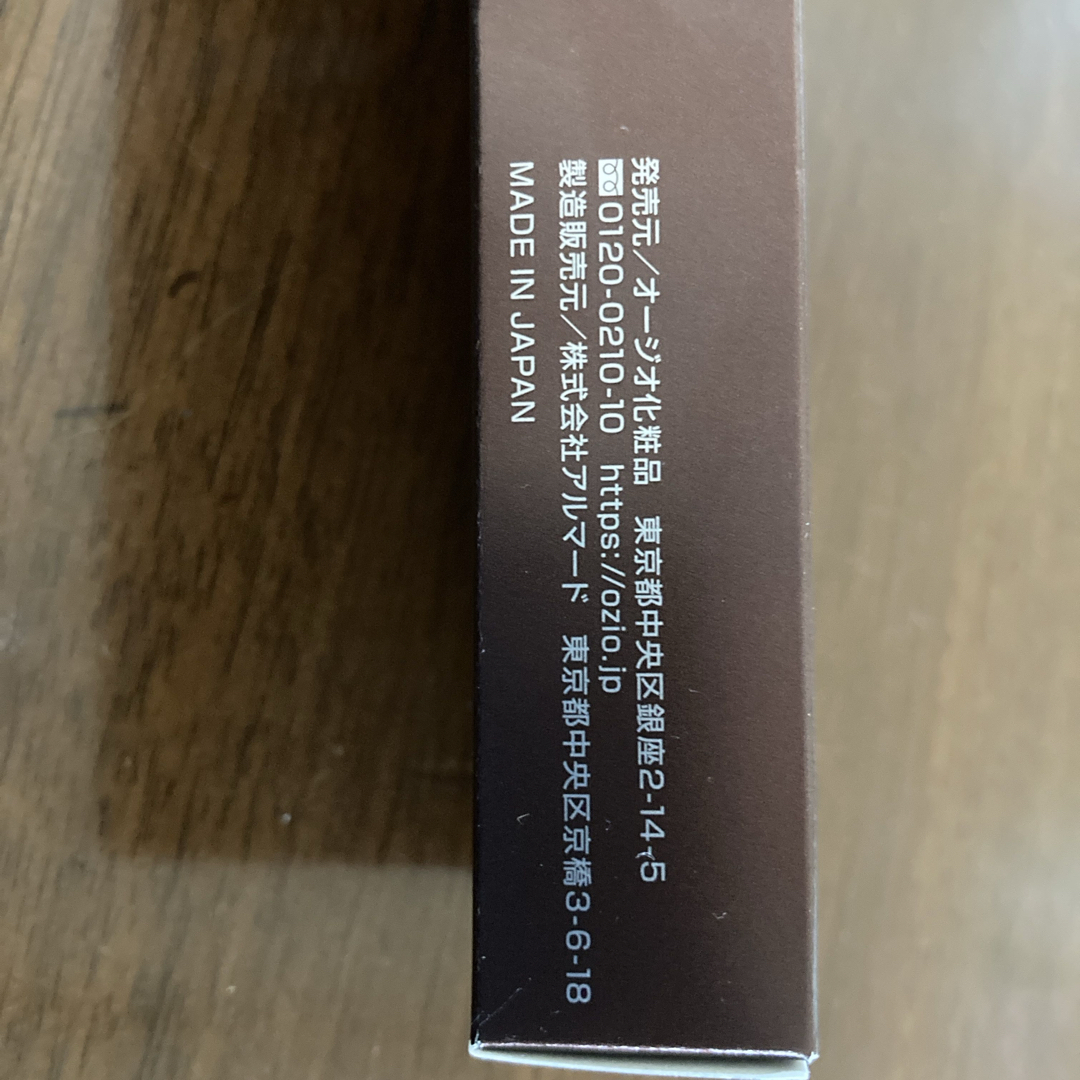 発売元／オージオ化粧品　東京都中央区銀座2-14-5
0120-0210-10　https://ozio.jp
製造販売元／株式会社アルマード　東京都中央区京橋3-6-18
MADE IN JAPAN